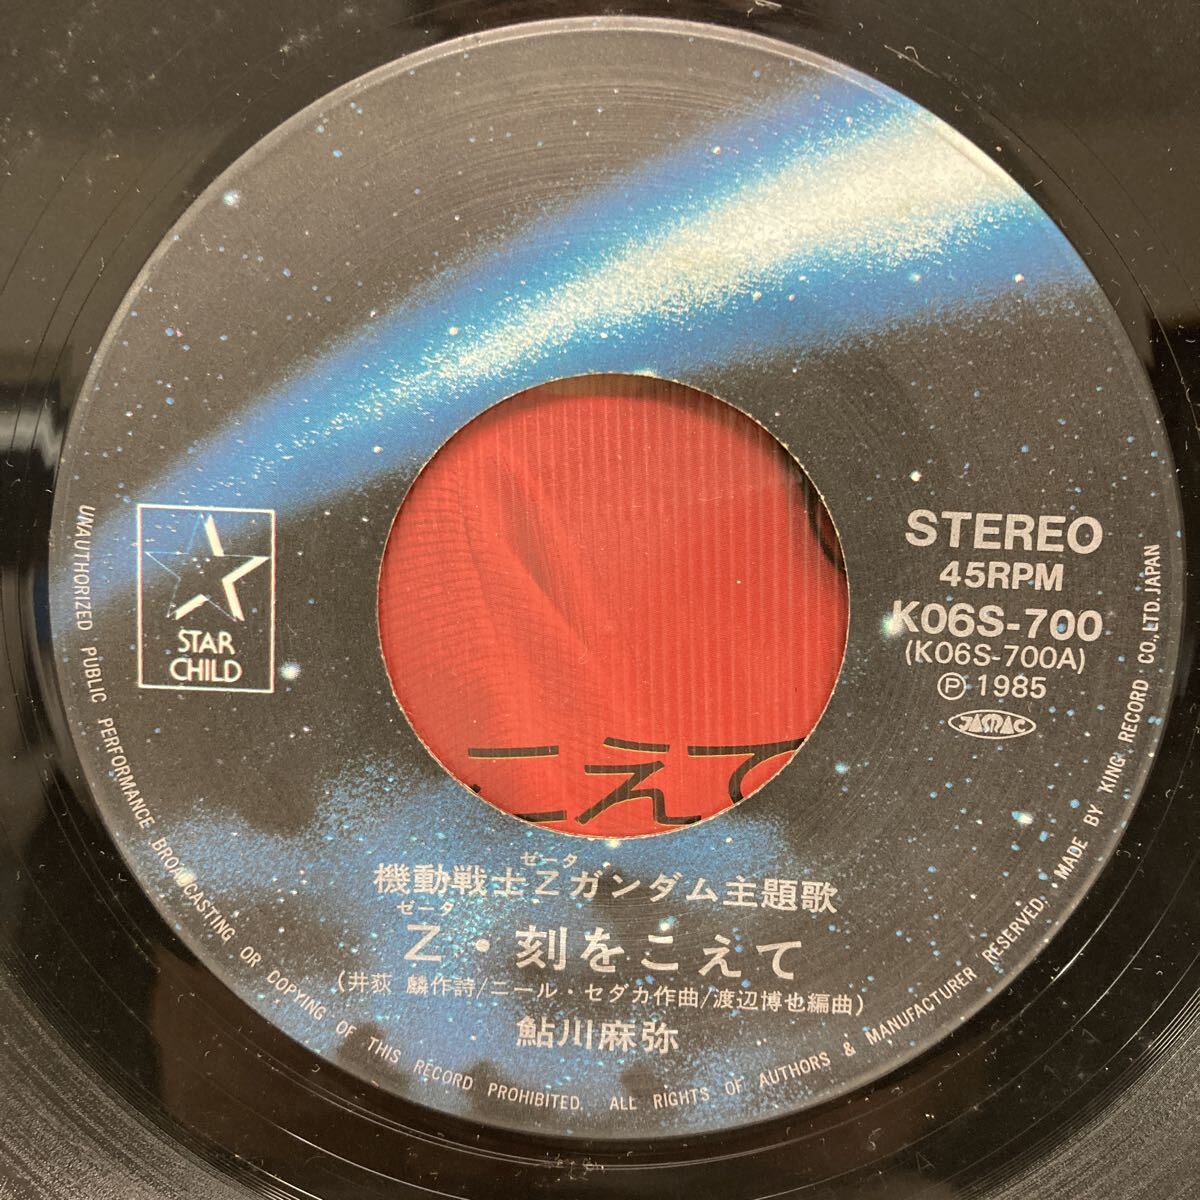 STAR
CHILD
STEREO
45RPM
K06S-700
(K06S-700A)
Ⓟ 1985
JASRAC
こえて
ゼータ
機動戦士Zガンダム主題歌
ゼータ
Z・刻をこえて
(井荻 麟作詩/ニール・セダカ作曲/渡辺博也編曲)
鮎川麻弥
UNAUTHORIZED PUBLIC PERFORMANCE BROADCASTING OR COPYING OF THIS RECORD PROHIBITED. ALL RIGHTS OF AUTHORS & MANUFACTURER RESERVED. • MADE BY KING RECORD CO., LTD. JAPAN